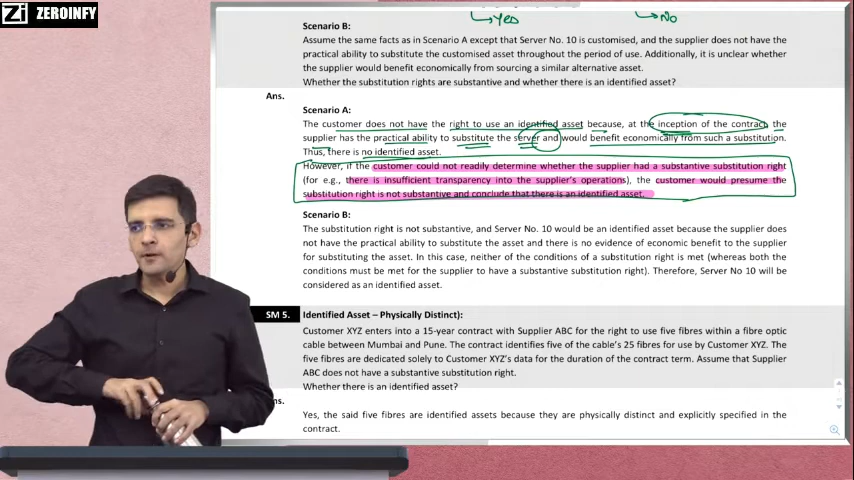 Zi ZEROINFY
Yes
No
Scenario B:
Assume the same facts as in Scenario A except that Server No. 10 is customised, and the supplier does not have the
practical ability to substitute the customised asset throughout the period of use. Additionally, it is unclear whether
the supplier would benefit economically from sourcing a similar alternative asset.
Whether the substitution rights are substantive and whether there is an identified asset?
Ans.
Scenario A:
The customer does not have the right to use an identified asset because, at the inception of the contract, the
supplier has the practical ability to substitute the server and would benefit economically from such a substitution.
Thus, there is no identified asset.
However, if the customer could not readily determine whether the supplier had a substantive substitution right
(for e.g., there is insufficient transparency into the supplier's operations), the customer would presume the
substitution right is not substantive and conclude that there is an identified asset.
Scenario B:
The substitution right is not substantive, and Server No. 10 would be an identified asset because the supplier does
not have the practical ability to substitute the asset and there is no evidence of economic benefit to the supplier
for substituting the asset. In this case, neither of the conditions of a substitution right is met (whereas both the
conditions must be met for the supplier to have a substantive substitution right). Therefore, Server No 10 will be
considered as an identified asset.
SM 5. Identified Asset – Physically Distinct):
Customer XYZ enters into a 15-year contract with Supplier ABC for the right to use five fibres within a fibre optic
cable between Mumbai and Pune. The contract identifies five of the cable's 25 fibres for use by Customer XYZ. The
five fibres are dedicated solely to Customer XYZ's data for the duration of the contract term. Assume that Supplier
ABC does not have a substantive substitution right.
Whether there is an identified asset?
ns.
Yes, the said five fibres are identified assets because they are physically distinct and explicitly specified in the
contract.